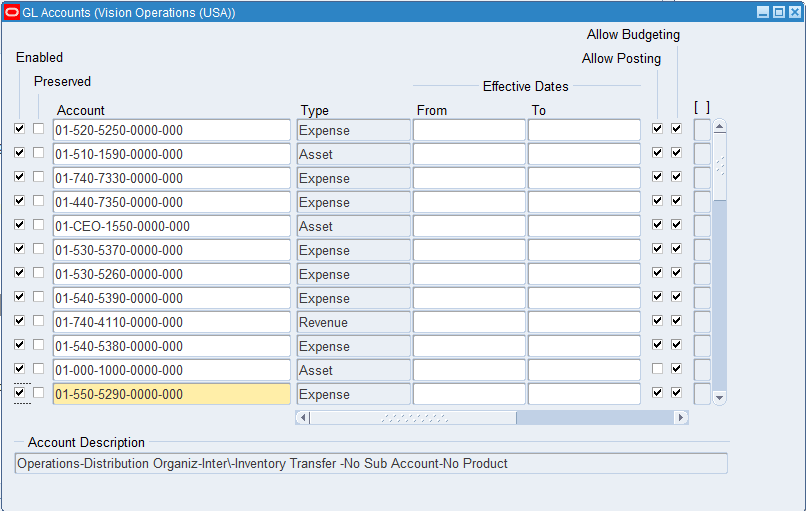 GL Accounts (Vision Operations (USA))
Allow Budgeting
Enabled
Allow Posting
Preserved
Effective Dates
Account Type From To [ ]
01-520-5250-0000-000 Expense
01-510-1590-0000-000 Asset
01-740-7330-0000-000 Expense
01-440-7350-0000-000 Expense
01-CEO-1550-0000-000 Asset
01-530-5370-0000-000 Expense
01-530-5260-0000-000 Expense
01-540-5390-0000-000 Expense
01-740-4110-0000-000 Revenue
01-540-5380-0000-000 Expense
01-000-1000-0000-000 Asset
01-550-5290-0000-000 Expense
Account Description
Operations-Distribution Organiz-Inter\-Inventory Transfer -No Sub Account-No Product